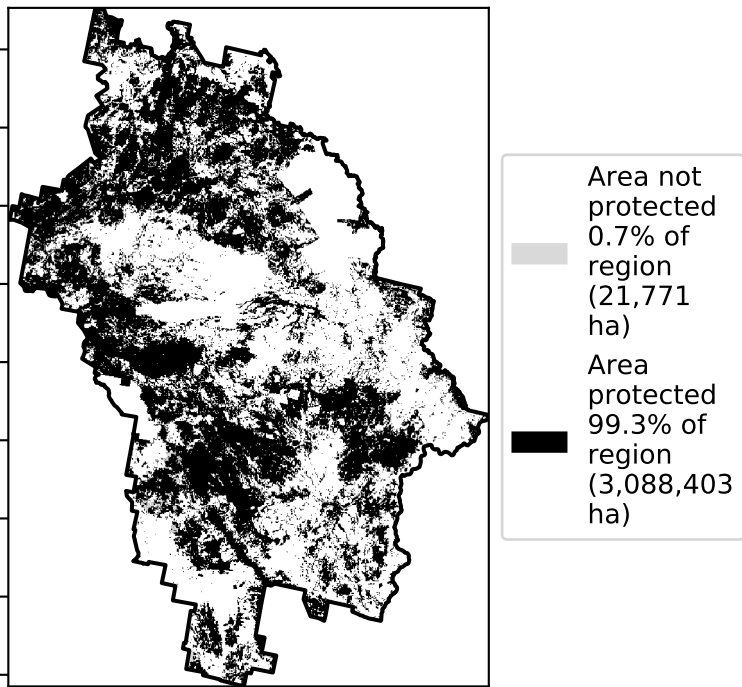 Area not
protected
0.7% of
region
(21,771
ha)
Area
protected
99.3% of
region
(3,088,403
ha)